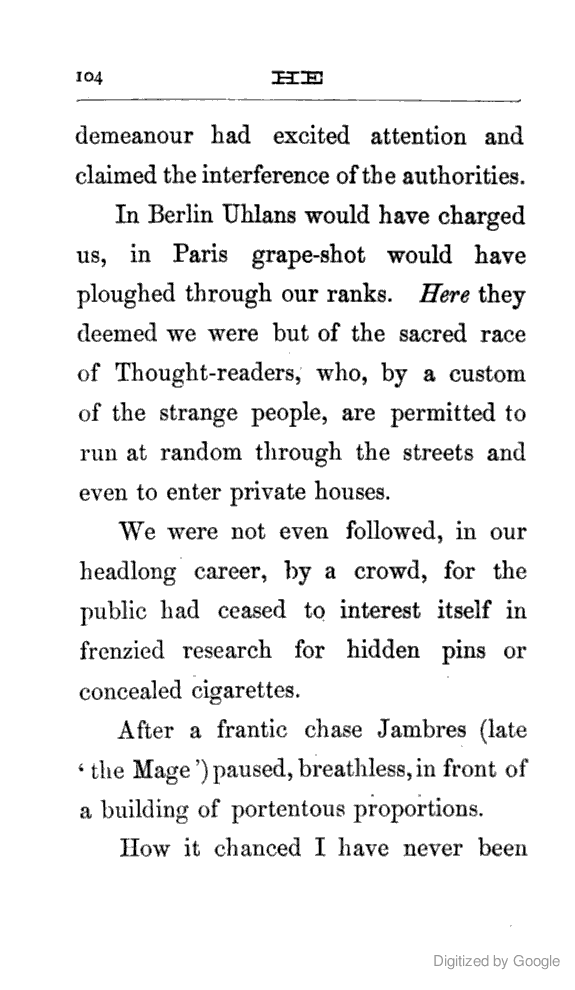 104 HE
demeanour had excited attention and
claimed the interference of the authorities.
In Berlin Uhlans would have charged
us, in Paris grape-shot would have
ploughed through our ranks. Here they
deemed we were but of the sacred race
of Thought-readers, who, by a custom
of the strange people, are permitted to
run at random through the streets and
even to enter private houses.
We were not even followed, in our
headlong career, by a crowd, for the
public had ceased to interest itself in
frenzied research for hidden pins or
concealed cigarettes.
After a frantic chase Jambres (late
‘ the Mage ’) paused, breathless, in front of
a building of portentous proportions.
How it chanced I have never been
Digitized by Google